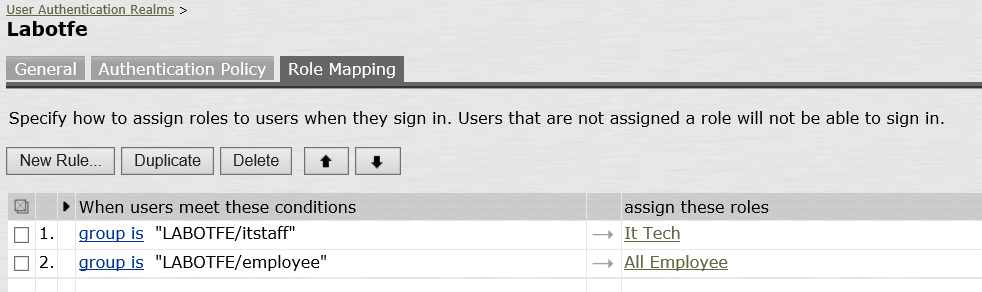 User Authentication Realms >
Labotfe
General Authentication Policy Role Mapping
Specify how to assign roles to users when they sign in. Users that are not assigned a role will not be able to sign in.
New Rule... Duplicate Delete
When users meet these conditions assign these roles
1. group is "LABOTFE/itstaff" It Tech
2. group is "LABOTFE/employee" All Employee